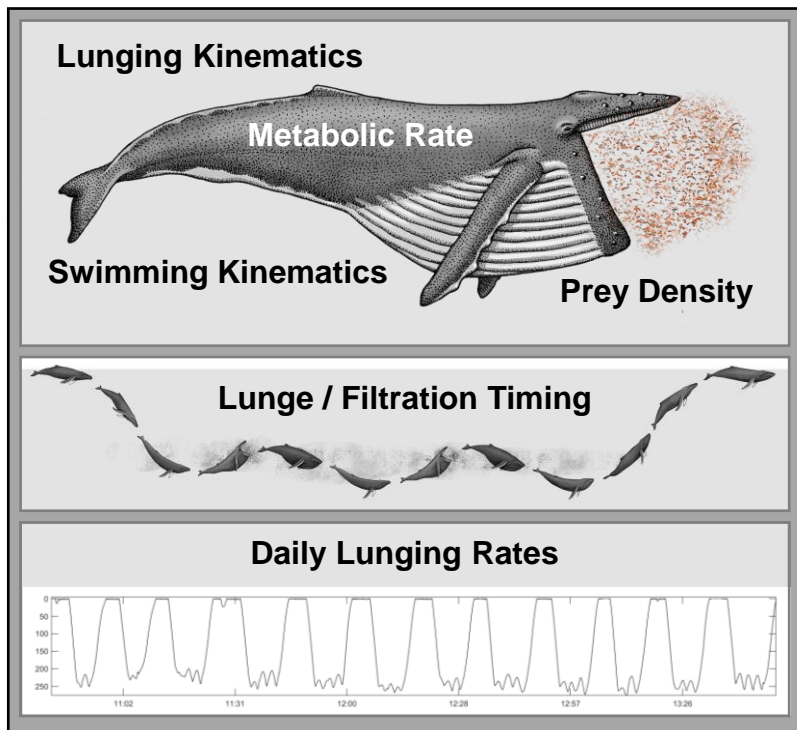 Lunging Kinematics
Metabolic Rate
Swimming Kinematics
Prey Density
Lunge / Filtration Timing
Daily Lunging Rates
0
50
100
150
200
250
11:02 11:31 12:00 12:28 12:57 13:26